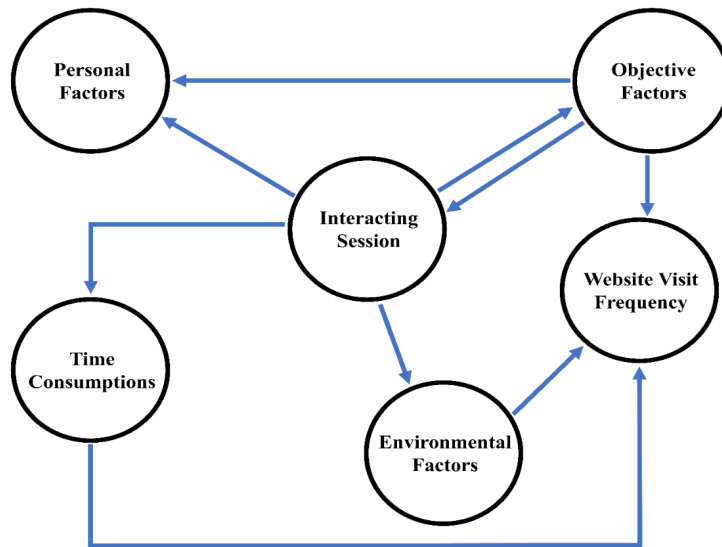 Personal
Factors
Objective
Factors
Interacting
Session
Website Visit
Frequency
Time
Consumptions
Environmental
Factors